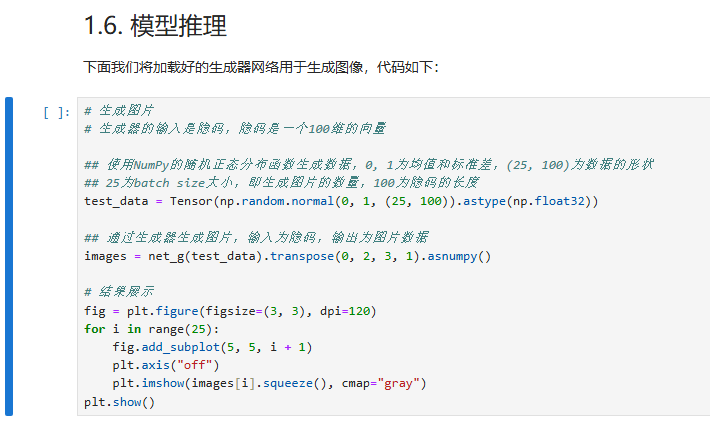 1.6. 模型推理
下面我们将加载好的生成器网络用于生成图像，代码如下：
[ ]:
# 生成图片
# 生成器的输入是隐码，隐码是一个100维的向量
## 使用NumPy的随机正态分布函数生成数据，0, 1为均值和标准差，(25, 100)为数据的形状
## 25为batch size大小，即生成图片的数量，100为隐码的长度
test_data = Tensor(np.random.normal(0, 1, (25, 100)).astype(np.float32))
## 通过生成器生成图片，输入为隐码，输出为图片数据
images = net_g(test_data).transpose(0, 2, 3, 1).asnumpy()
# 结果展示
fig = plt.figure(figsize=(3, 3), dpi=120)
for i in range(25):
    fig.add_subplot(5, 5, i + 1)
    plt.axis("off")
    plt.imshow(images[i].squeeze(), cmap="gray")
plt.show()